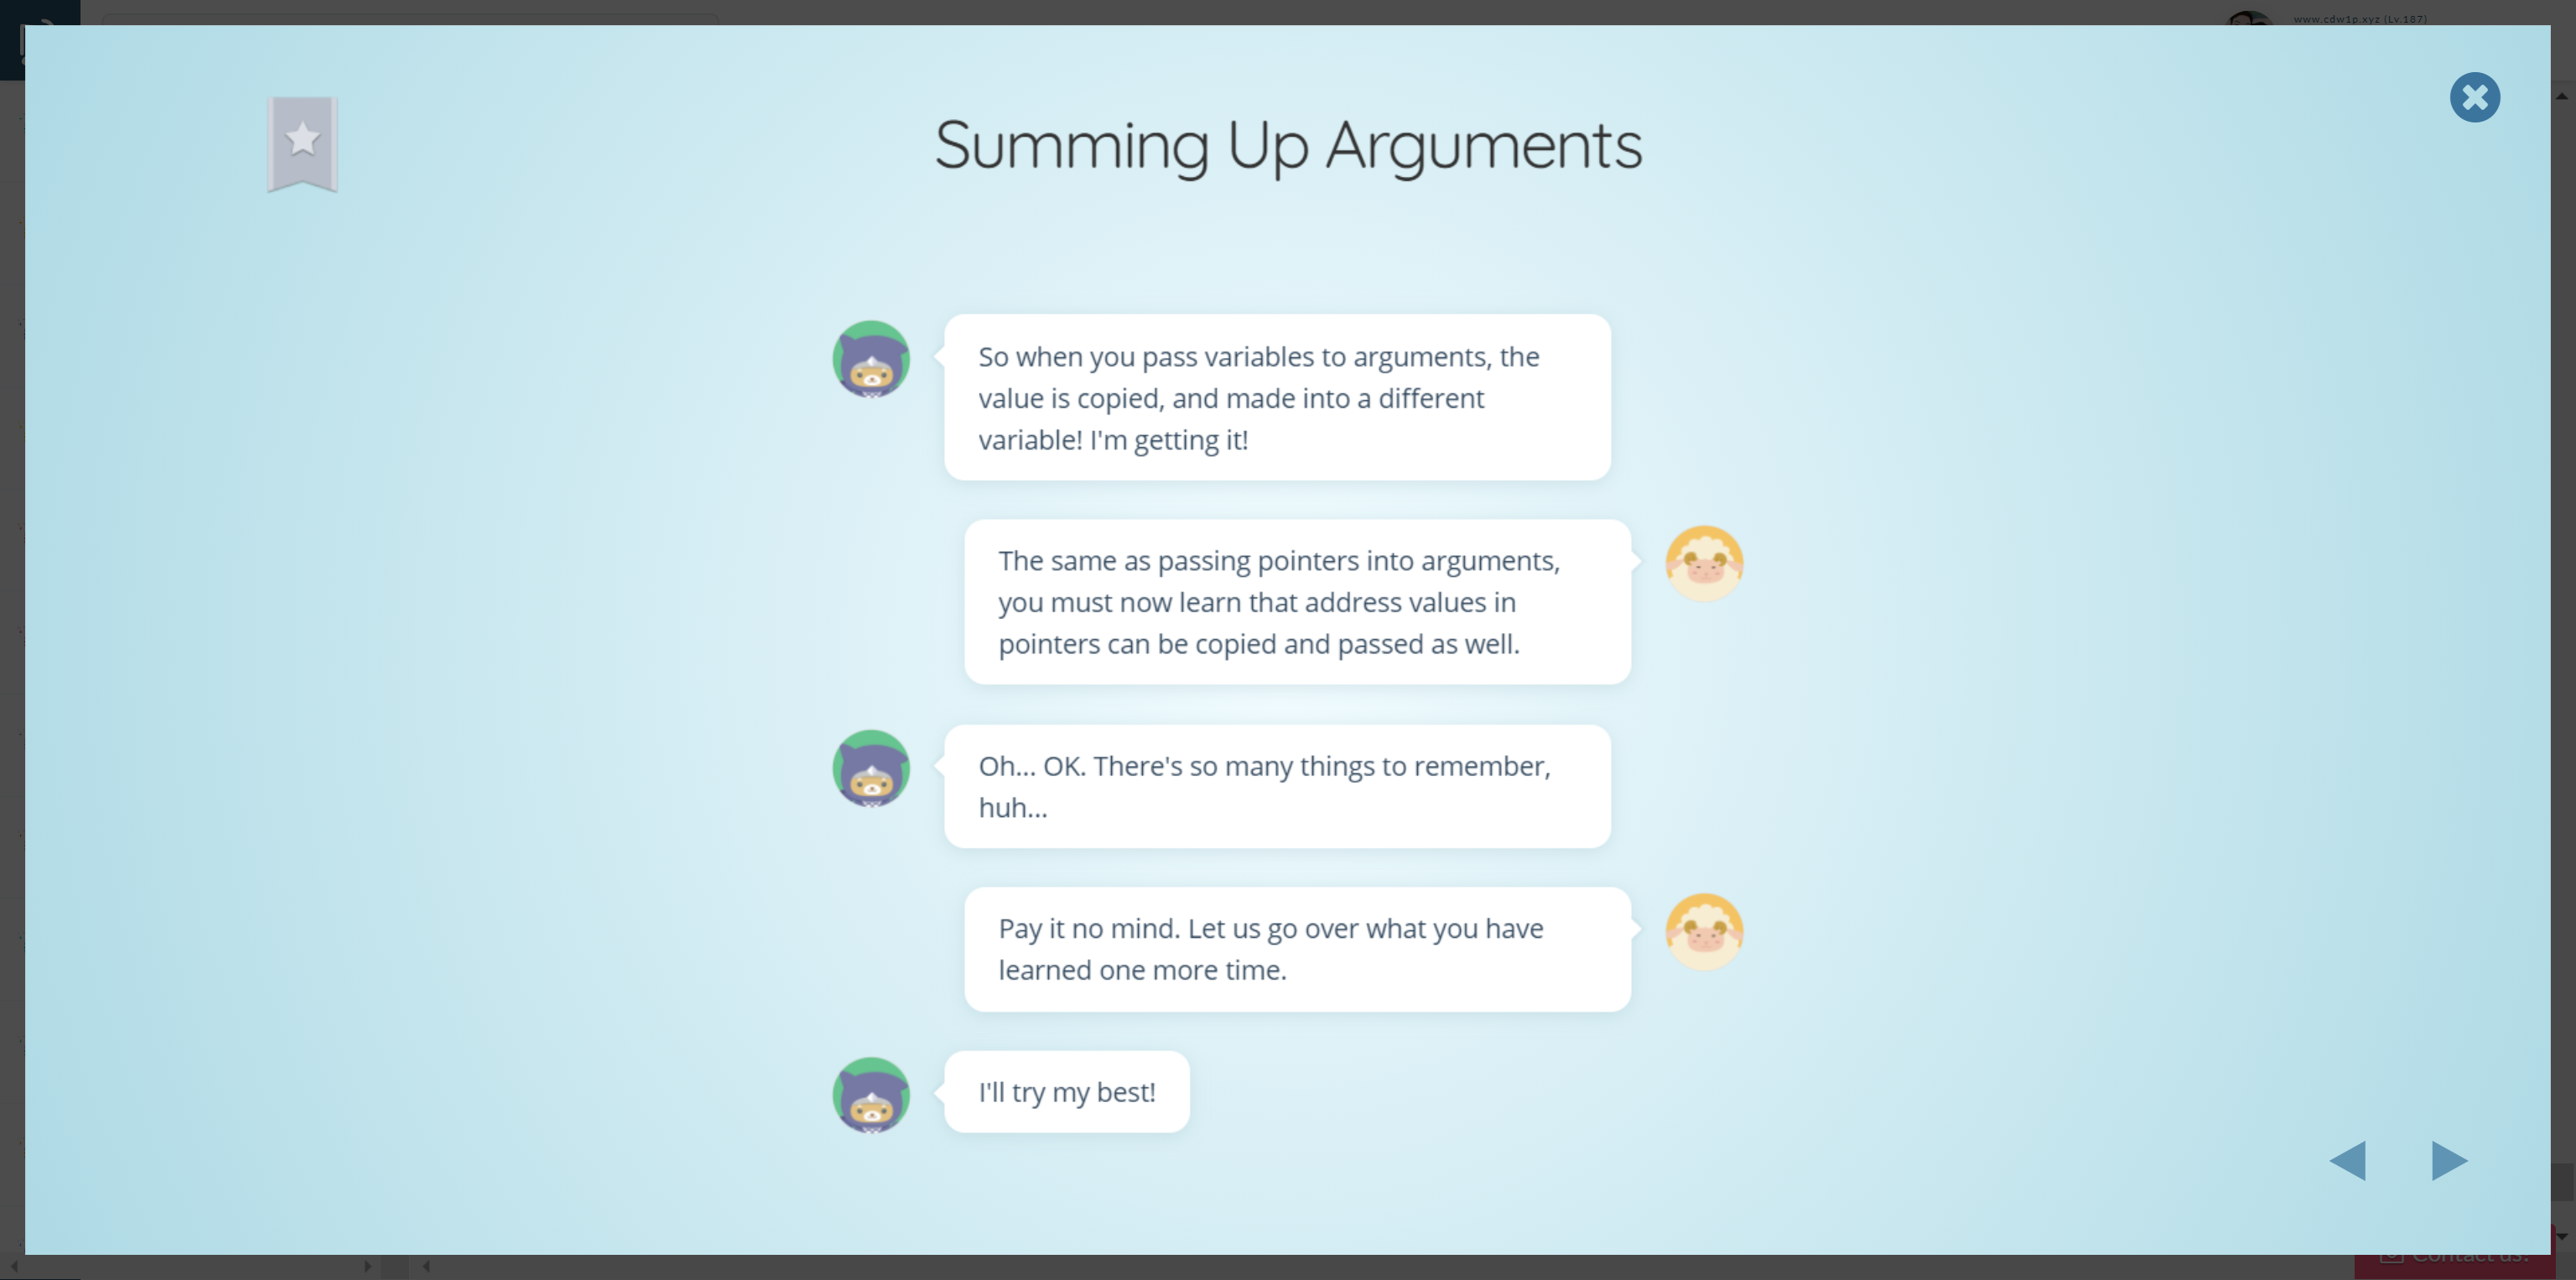 www.cdw1p.xyz (Lv.187)
Summing Up Arguments
So when you pass variables to arguments, the
value is copied, and made into a different
variable! I'm getting it!
The same as passing pointers into arguments,
you must now learn that address values in
pointers can be copied and passed as well.
Oh... OK. There's so many things to remember,
huh...
Pay it no mind. Let us go over what you have
learned one more time.
I'll try my best!
Contact us!